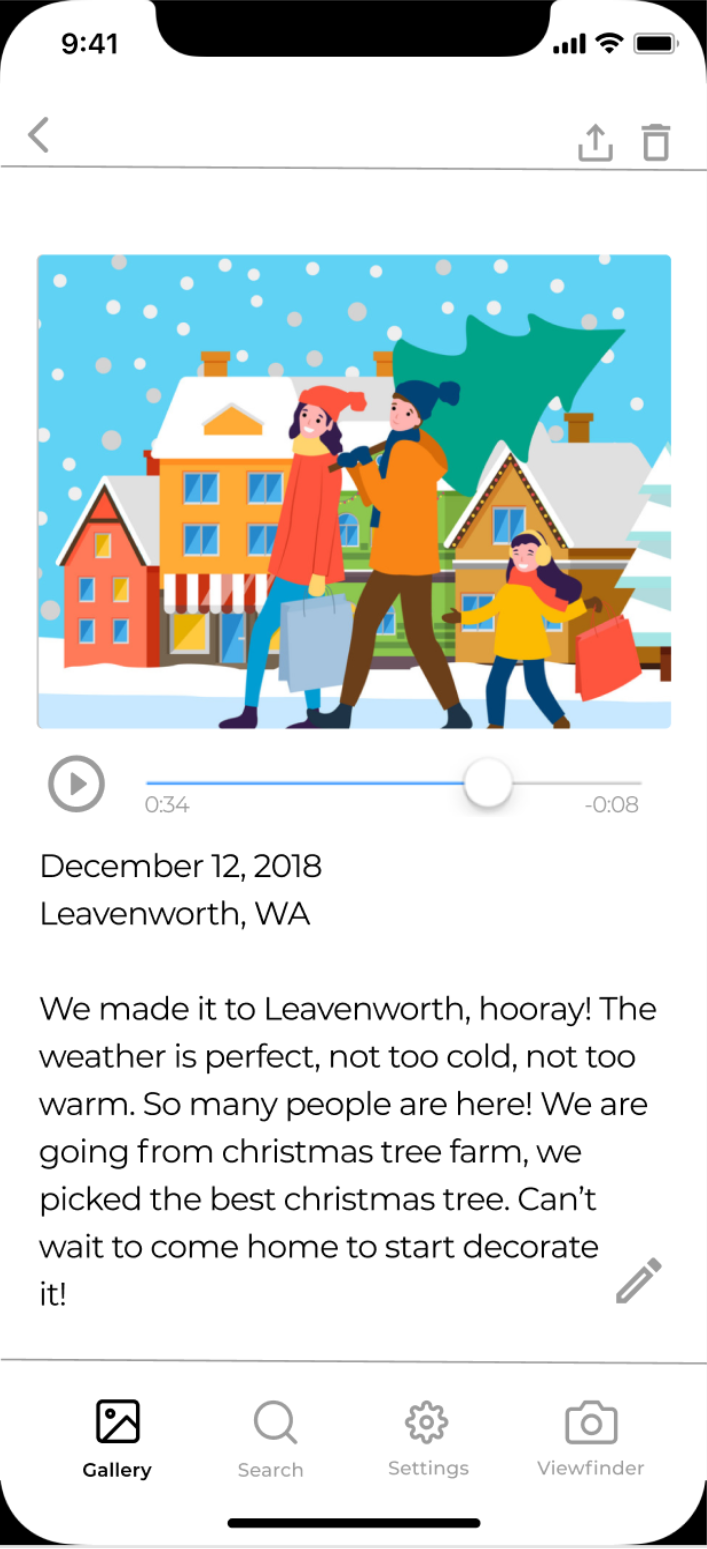 9:41
0:34
-0:08
December 12, 2018
Leavenworth, WA
We made it to Leavenworth, hooray! The
weather is perfect, not too cold, not too
warm. So many people are here! We are
going from christmas tree farm, we
picked the best christmas tree. Can’t
wait to come home to start decorate
it!
Gallery
Search
Settings
Viewfinder